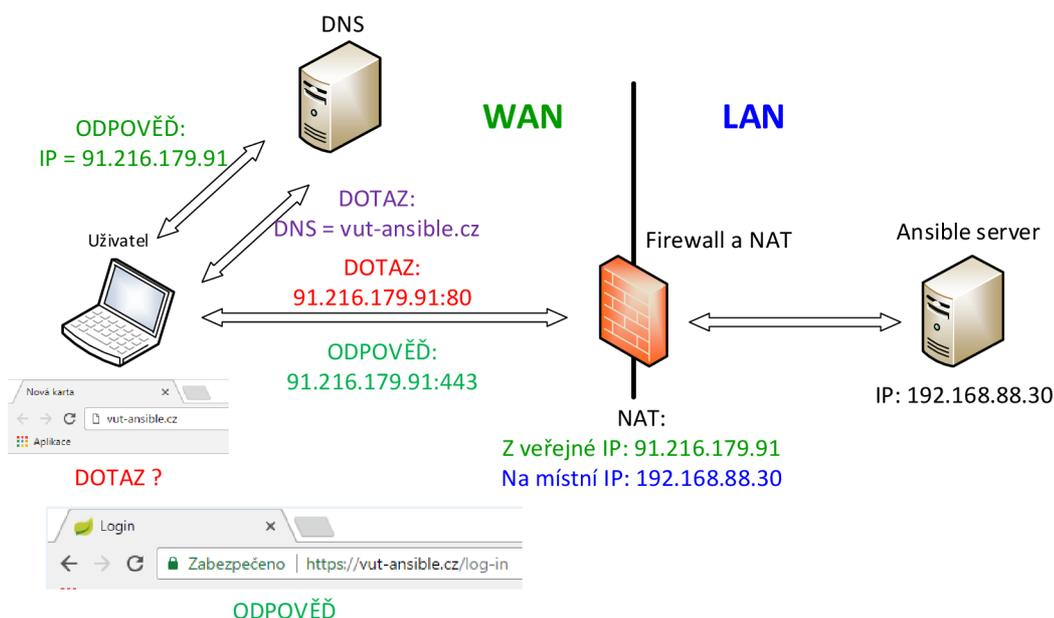 DNS
WAN
LAN
ODPOVĚĎ:
IP = 91.216.179.91
DOTAZ:
DNS = vut-ansible.cz
Uživatel
Firewall a NAT
Ansible server
DOTAZ:
91.216.179.91:80
ODPOVĚĎ:
91.216.179.91:443
IP: 192.168.88.30
Nová karta
vut-ansible.cz
Aplikace
NAT:
Z veřejné IP: 91.216.179.91
Na místní IP: 192.168.88.30
DOTAZ ?
Login
Zabezpečeno | https://vut-ansible.cz/log-in
ODPOVĚĎ